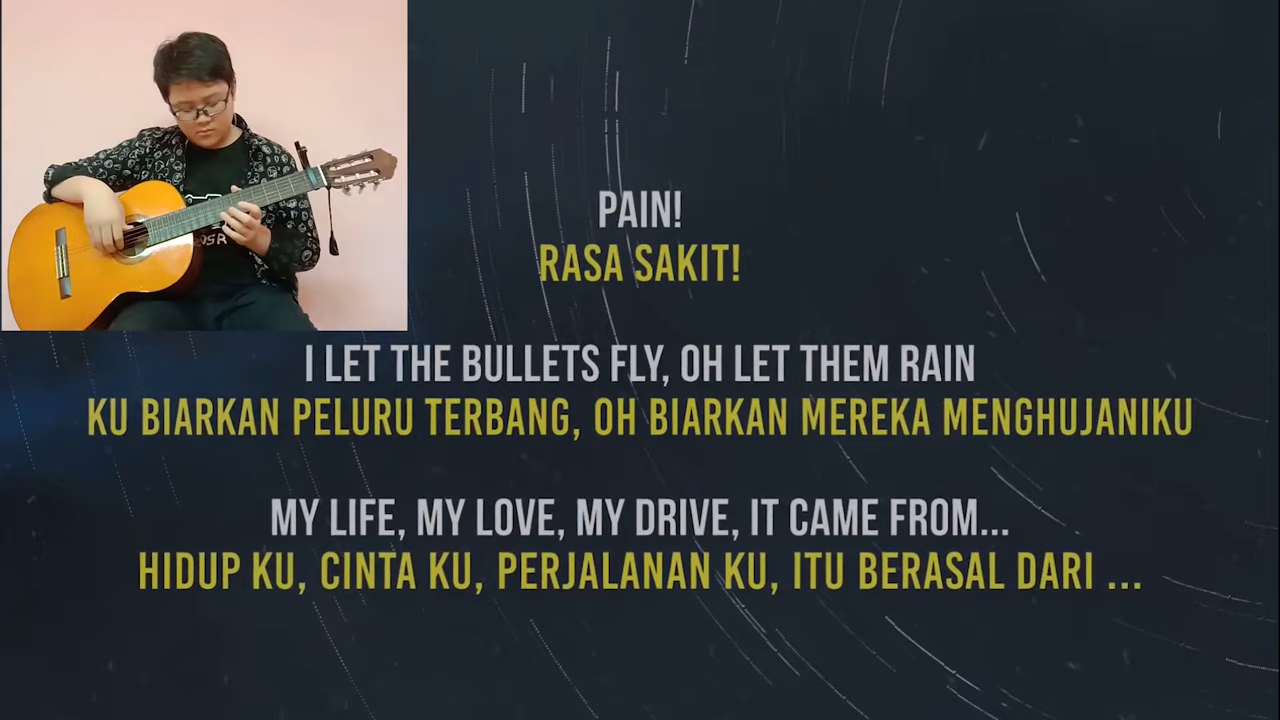 PAIN!
RASA SAKIT!
I LET THE BULLETS FLY, OH LET THEM RAIN
KU BIARKAN PELURU TERBANG, OH BIARKAN MEREKA MENGHUJANIKU
MY LIFE, MY LOVE, MY DRIVE, IT CAME FROM...
HIDUP KU, CINTA KU, PERJALANAN KU, ITU BERASAL DARI ...